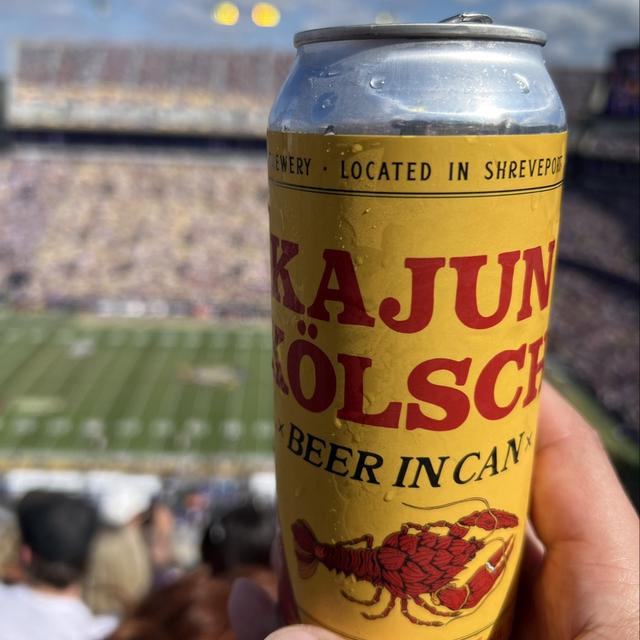 EWERY · LOCATED IN SHREVEPORT
KAJUN
KÖLSCH
× BEER IN CAN ×